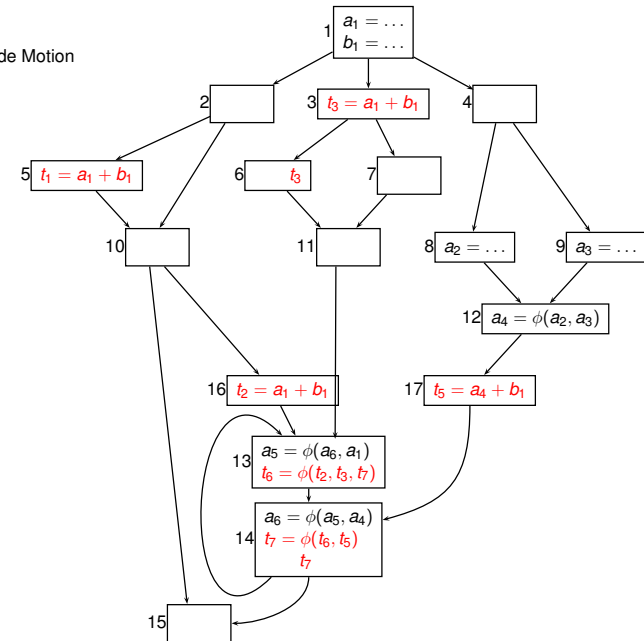 de Motion
1
a₁ = ...
b₁ = ...
2
3 t₃ = a₁ + b₁
4
5 t₁ = a₁ + b₁
6 t₃
7
8 a₂ = ...
9 a₃ = ...
10
11
12 a₄ = ϕ(a₂, a₃)
16 t₂ = a₁ + b₁
17 t₅ = a₄ + b₁
13
a₅ = ϕ(a₆, a₁)
t₆ = ϕ(t₂, t₃, t₇)
14
a₆ = ϕ(a₅, a₄)
t₇ = ϕ(t₆, t₅)
t₇
15